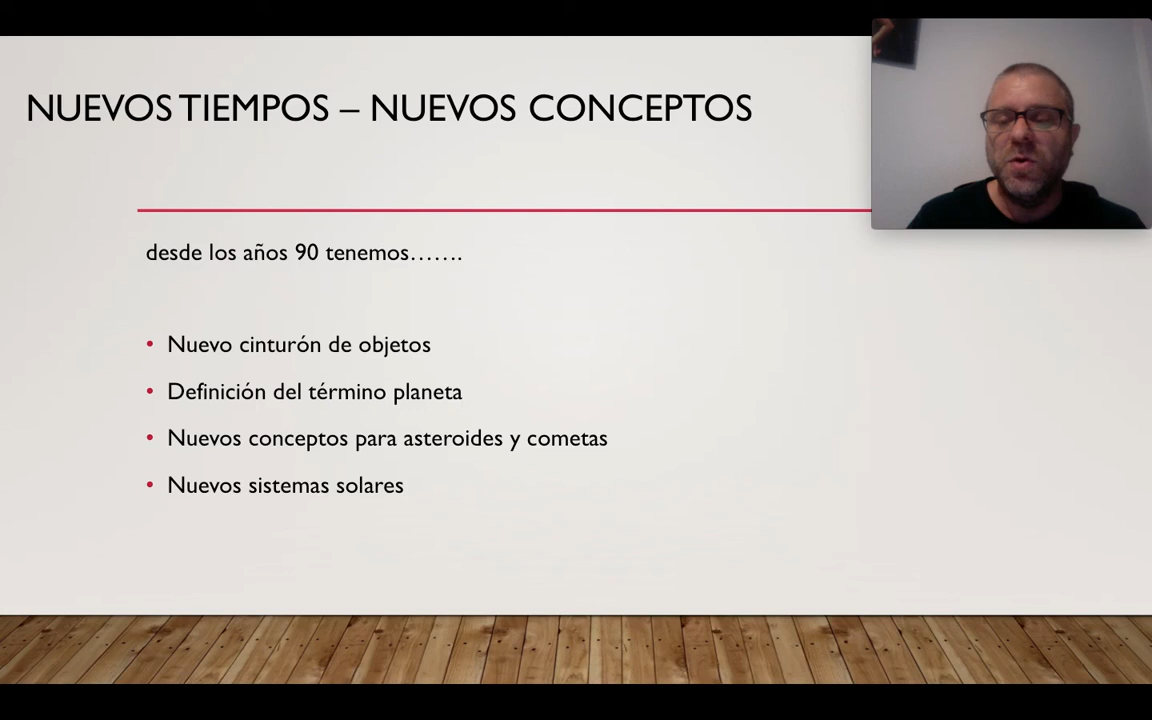 NUEVOS TIEMPOS – NUEVOS CONCEPTOS
desde los años 90 tenemos…….
• Nuevo cinturón de objetos
• Definición del término planeta
• Nuevos conceptos para asteroides y cometas
• Nuevos sistemas solares